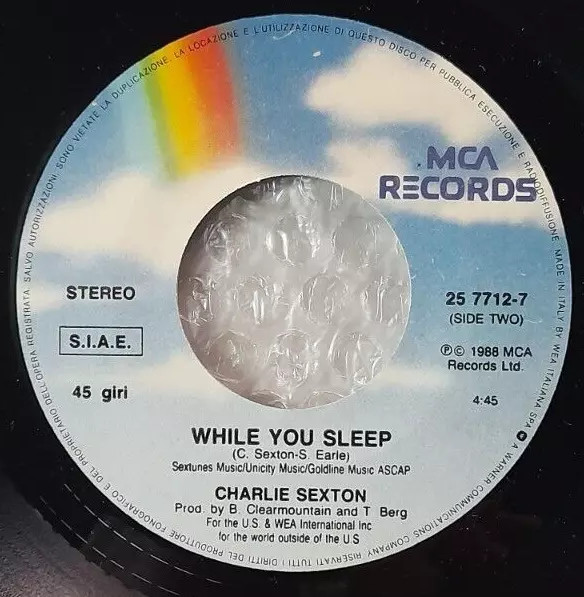 SONO VIETATE LA DUPLICAZIONE, LA LOCAZIONE E L'UTILIZZAZIONE DI QUESTO DISCO PER PUBBLICA ESECUZIONE E RADIODIFFUSIONE. MADE IN ITALY BY WEA ITALIANA SPA A WARNER COMMUNICATIONS COMPANY
RISERVATI TUTTI I DIRITTI DEL PRODUTTORE FONOGRAFICO E DEL PROPRIETARIO DELL'OPERA REGISTRATA. SALVO AUTORIZZAZIONI:
MCA
RECORDS
STEREO
25 7712-7
(SIDE TWO)
S.I.A.E.
℗© 1988 MCA
Records Ltd.
45 giri
4:45
WHILE YOU SLEEP
(C. Sexton-S. Earle)
Sextunes Music/Unicity Music/Goldline Music ASCAP
CHARLIE SEXTON
Prod. by B. Clearmountain and T Berg
For the U.S. & WEA International Inc
for the world outside of the U.S